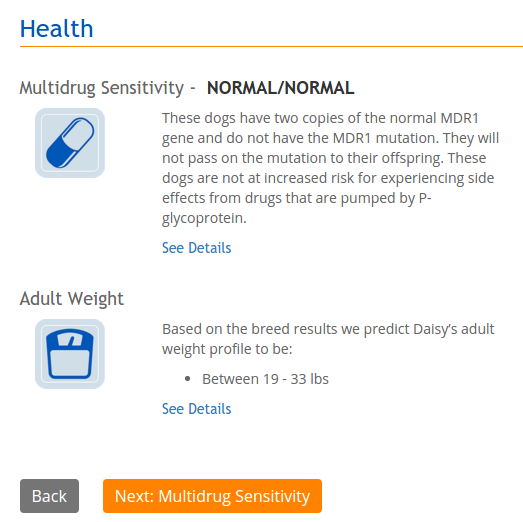 Health
Multidrug Sensitivity - NORMAL/NORMAL
These dogs have two copies of the normal MDR1
gene and do not have the MDR1 mutation. They will
not pass on the mutation to their offspring. These
dogs are not at increased risk for experiencing side
effects from drugs that are pumped by P-
glycoprotein.
See Details
Adult Weight
Based on the breed results we predict Daisy's adult
weight profile to be:
• Between 19 - 33 lbs
See Details
Back
Next: Multidrug Sensitivity